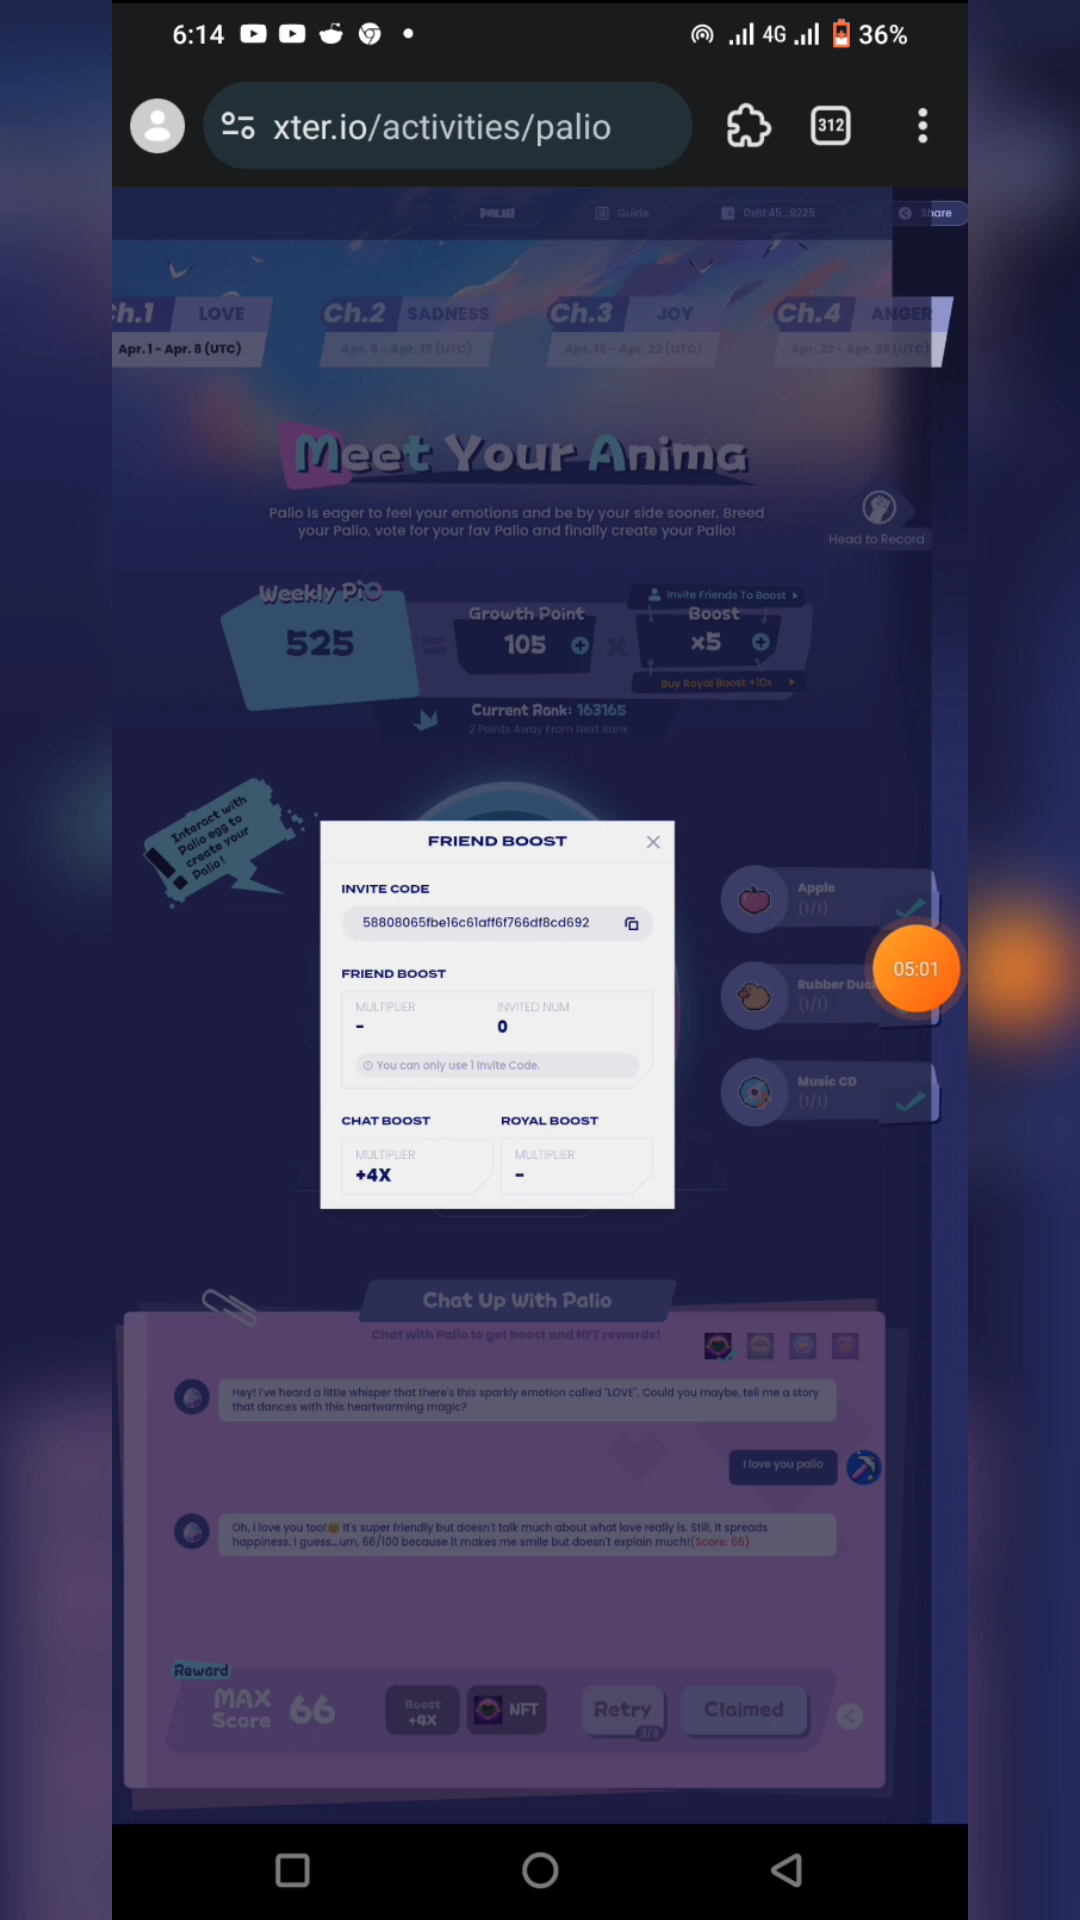 6:14
4G
36%
xter.io/activities/palio
312
PALIO
Guide
0xBE45...9225
Share
Ch.1 LOVE
Ch.2 SADNESS
Ch.3 JOY
Ch.4 ANGER
Apr. 1 - Apr. 8 (UTC)
Apr. 8 - Apr. 15 (UTC)
Apr. 15 - Apr. 22 (UTC)
Apr. 22 - Apr. 29 (UTC)
Meet Your Anima
Palio is eager to feel your emotions and be by your side sooner. Breed
your Palio, vote for your fav Palio and finally create your Palio!
Head to Record
Weekly PiO
525
=
Growth Point
105 +
×
Invite Friends To Boost
Boost
x5 +
Buy Royal Boost +10x
Current Rank: 163165
2 Points Away From Next Rank
Interact with
Palio egg to
create your
Palio!
FRIEND BOOST
INVITE CODE
58808065fbe16c61aff6f766df8cd692
FRIEND BOOST
MULTIPLIER
-
INVITED NUM
0
You can only use 1 Invite Code.
CHAT BOOST
MULTIPLIER
+4X
ROYAL BOOST
MULTIPLIER
-
Apple
(1/1)
05:01
Rubber Duck
(1/1)
Music CD
(1/1)
Chat Up With Palio
Chat with Palio to get boost and NFT rewards!
Hey! I've heard a little whisper that there's this sparkly emotion called "LOVE". Could you maybe, tell me a story
that dances with this heartwarming magic?
I love you palio
Oh, I love you too!😊 It's super friendly but doesn't talk much about what love really is. Still, it spreads
happiness. I guess...um, 66/100 because it makes me smile but doesn't explain much!(Score: 66)
Reward
MAX
Score
66
Boost
+4X
NFT
Retry
3/3
Claimed